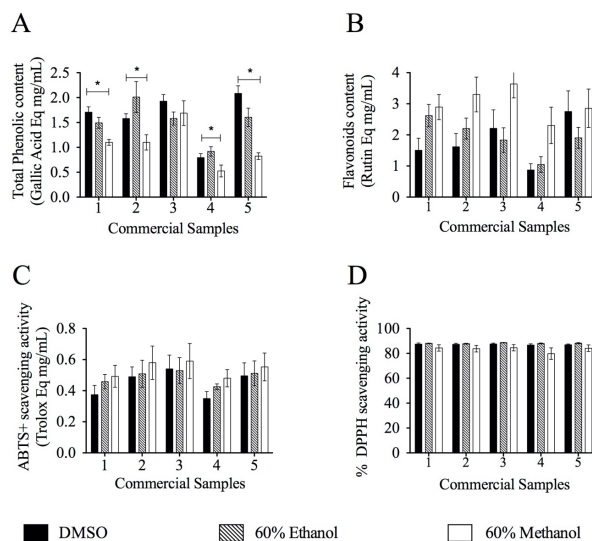 A
Total Phenolic content
(Gallic Acid Eq mg/mL)
2.5
2.0
1.5
1.0
0.5
0.0
*
*
*
*
1 2 3 4 5
Commercial Samples
B
Flavonoids content
(Rutin Eq mg/mL)
4
3
2
1
0
1 2 3 4 5
Commercial Samples
C
ABTS+ scavenging activity
(Trolox Eq mg/mL)
0.8
0.6
0.4
0.2
0.0
1 2 3 4 5
Commercial Samples
D
% DPPH scavenging activity
100
80
60
40
20
0
1 2 3 4 5
Commercial Samples
DMSO
60% Ethanol
60% Methanol